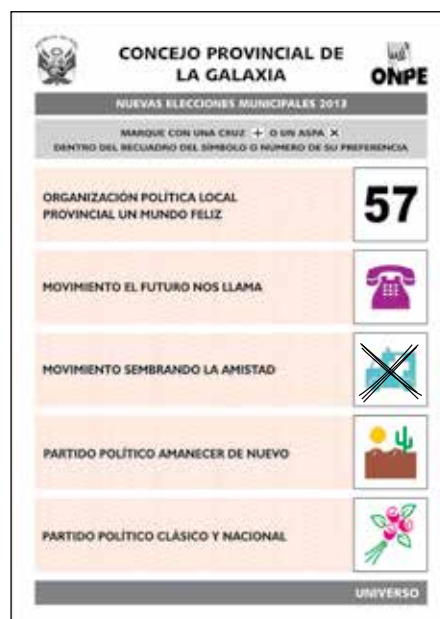 CONCEJO PROVINCIAL DE
LA GALAXIA
ONPE
NUEVAS ELECCIONES MUNICIPALES 2013
MARQUE CON UNA CRUZ + O UN ASPA ×
DENTRO DEL RECUADRO DEL SÍMBOLO O NÚMERO DE SU PREFERENCIA
ORGANIZACIÓN POLÍTICA LOCAL
PROVINCIAL UN MUNDO FELIZ
57
MOVIMIENTO EL FUTURO NOS LLAMA
MOVIMIENTO SEMBRANDO LA AMISTAD
PARTIDO POLÍTICO AMANECER DE NUEVO
PARTIDO POLÍTICO CLÁSICO Y NACIONAL
UNIVERSO